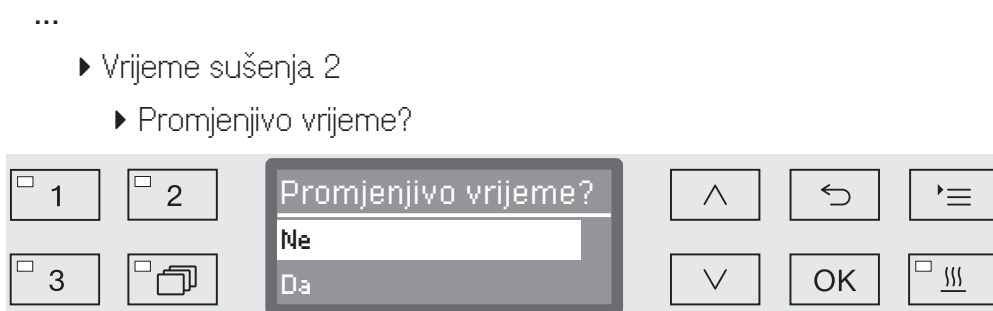 ...
Vrijeme sušenja 2
Promjenjivo vrijeme?
1 2 Promjenjivo vrijeme?
Ne
3 Da OK